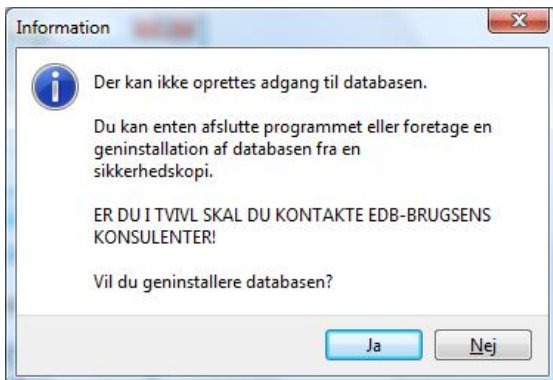 Information
Der kan ikke oprettes adgang til databasen.
Du kan enten afslutte programmet eller foretage en
geninstallation af databasen fra en
sikkerhedskopi.
ER DU I TVIVL SKAL DU KONTAKTE EDB-BRUGSENS
KONSULENTER!
Vil du geninstallere databasen?
Ja
Nej